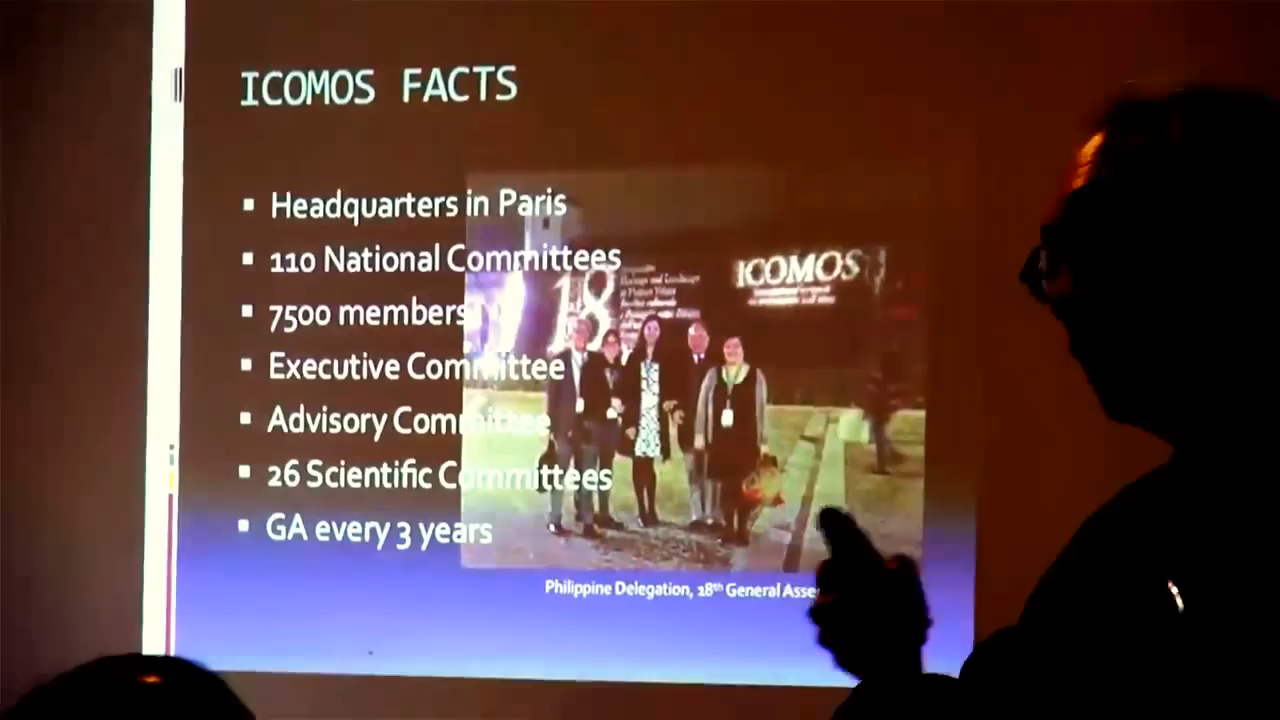 ICOMOS FACTS
Headquarters in Paris
110 National Committees
7500 members
Executive Committee
Advisory Committee
26 Scientific Committees
GA every 3 years
18
ICOMOS
Philippine Delegation, 18th General Asse